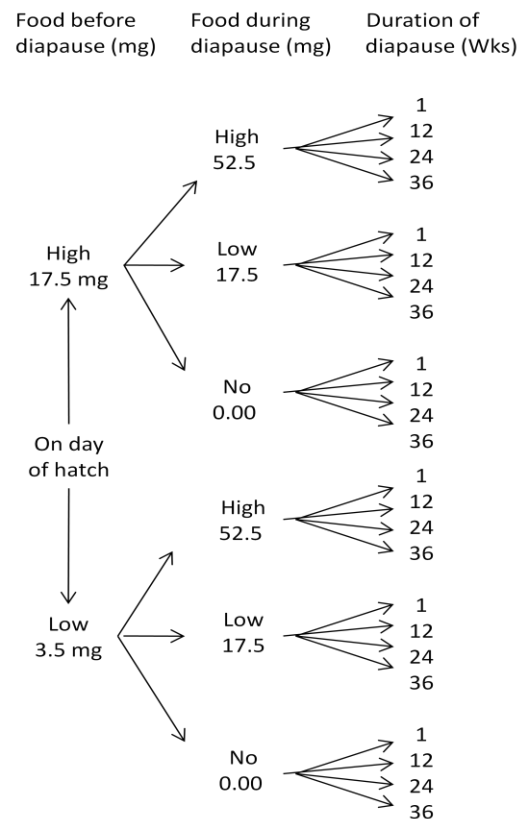 Food before
diapause (mg)
Food during
diapause (mg)
Duration of
diapause (Wks)
High
17.5 mg
On day
of hatch
Low
3.5 mg
High
52.5
1
12
24
36
Low
17.5
1
12
24
36
No
0.00
1
12
24
36
High
52.5
1
12
24
36
Low
17.5
1
12
24
36
No
0.00
1
12
24
36